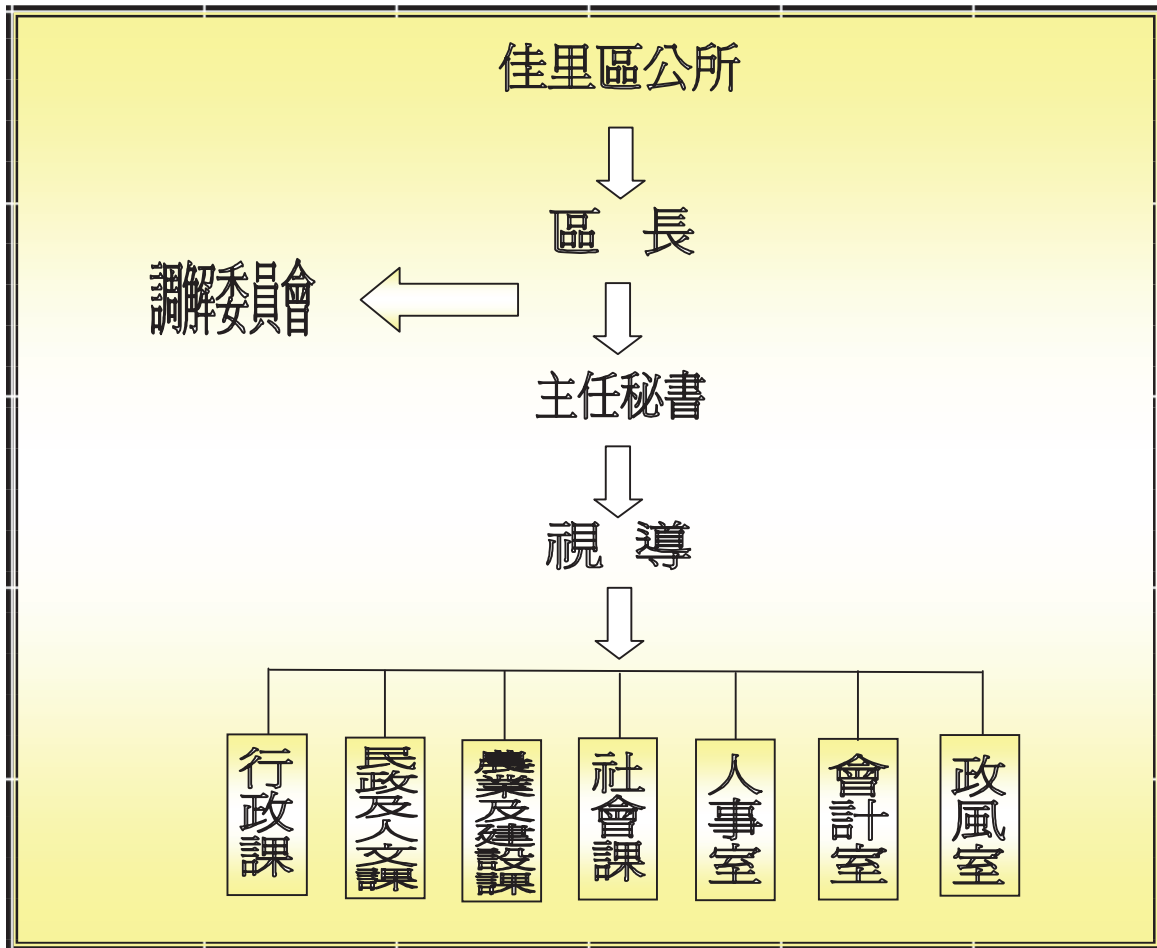 佳里區公所
區 長
調解委員會
主任秘書
視 導
行政課
民政及人文課
農業及建設課
社會課
人事室
會計室
政風室